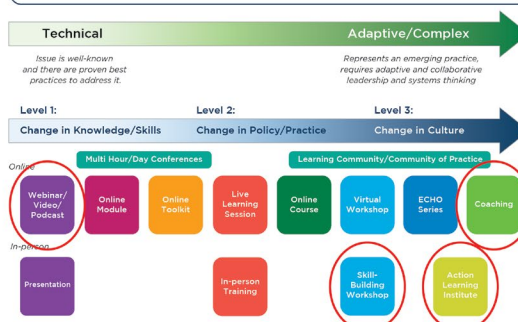 Technical
Adaptive/Complex
Issue is well-known
and there are proven best
practices to address it.
Represents an emerging practice,
requires adaptive and collaborative
leadership and systems thinking
Level 1:
Level 2:
Level 3:
Change in Knowledge/Skills
Change in Policy/Practice
Change in Culture
Online
Multi Hour/Day Conferences
Learning Community/Community of Practice
Webinar/
Video/
Podcast
Online
Module
Online
Toolkit
Live
Learning
Session
Online
Course
Virtual
Workshop
ECHO
Series
Coaching
In-person
Presentation
In-person
Training
Skill-
Building
Workshop
Action
Learning
Institute